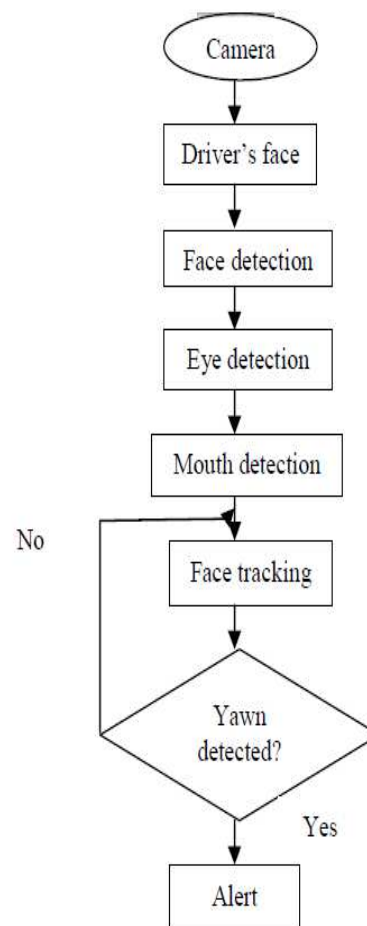 Camera
Driver's face
Face detection
Eye detection
Mouth detection
No
Face tracking
Yawn
detected?
Yes
Alert